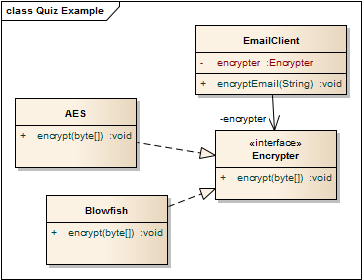 class Quiz Example
EmailClient
- encrypter :Encrypter
+ encryptEmail(String) :void
-encrypter
AES
+ encrypt(byte[]) :void
«interface»
Encrypter
+ encrypt(byte[]) :void
Blowfish
+ encrypt(byte[]) :void